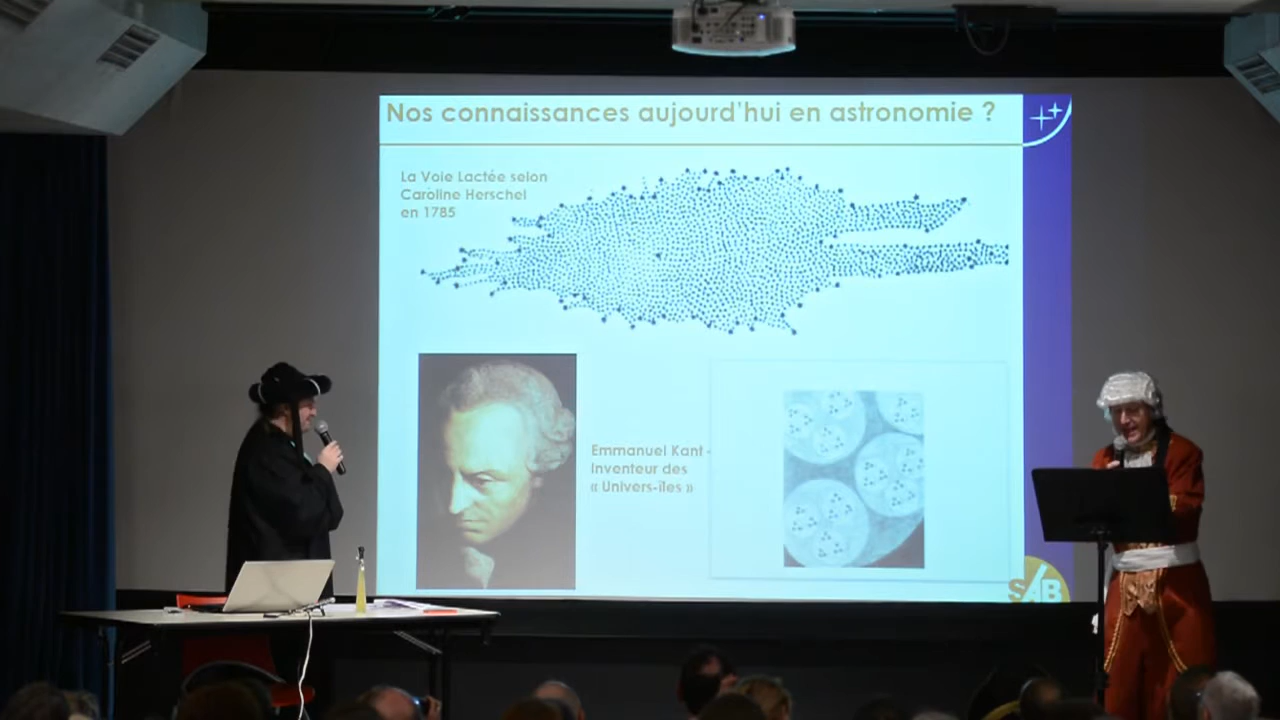 Nos connaissances aujourd'hui en astronomie ?
La Voie Lactée selon
Caroline Herschel
en 1785
Emmanuel Kant -
Inventeur des
« Univers-îles »
SAB